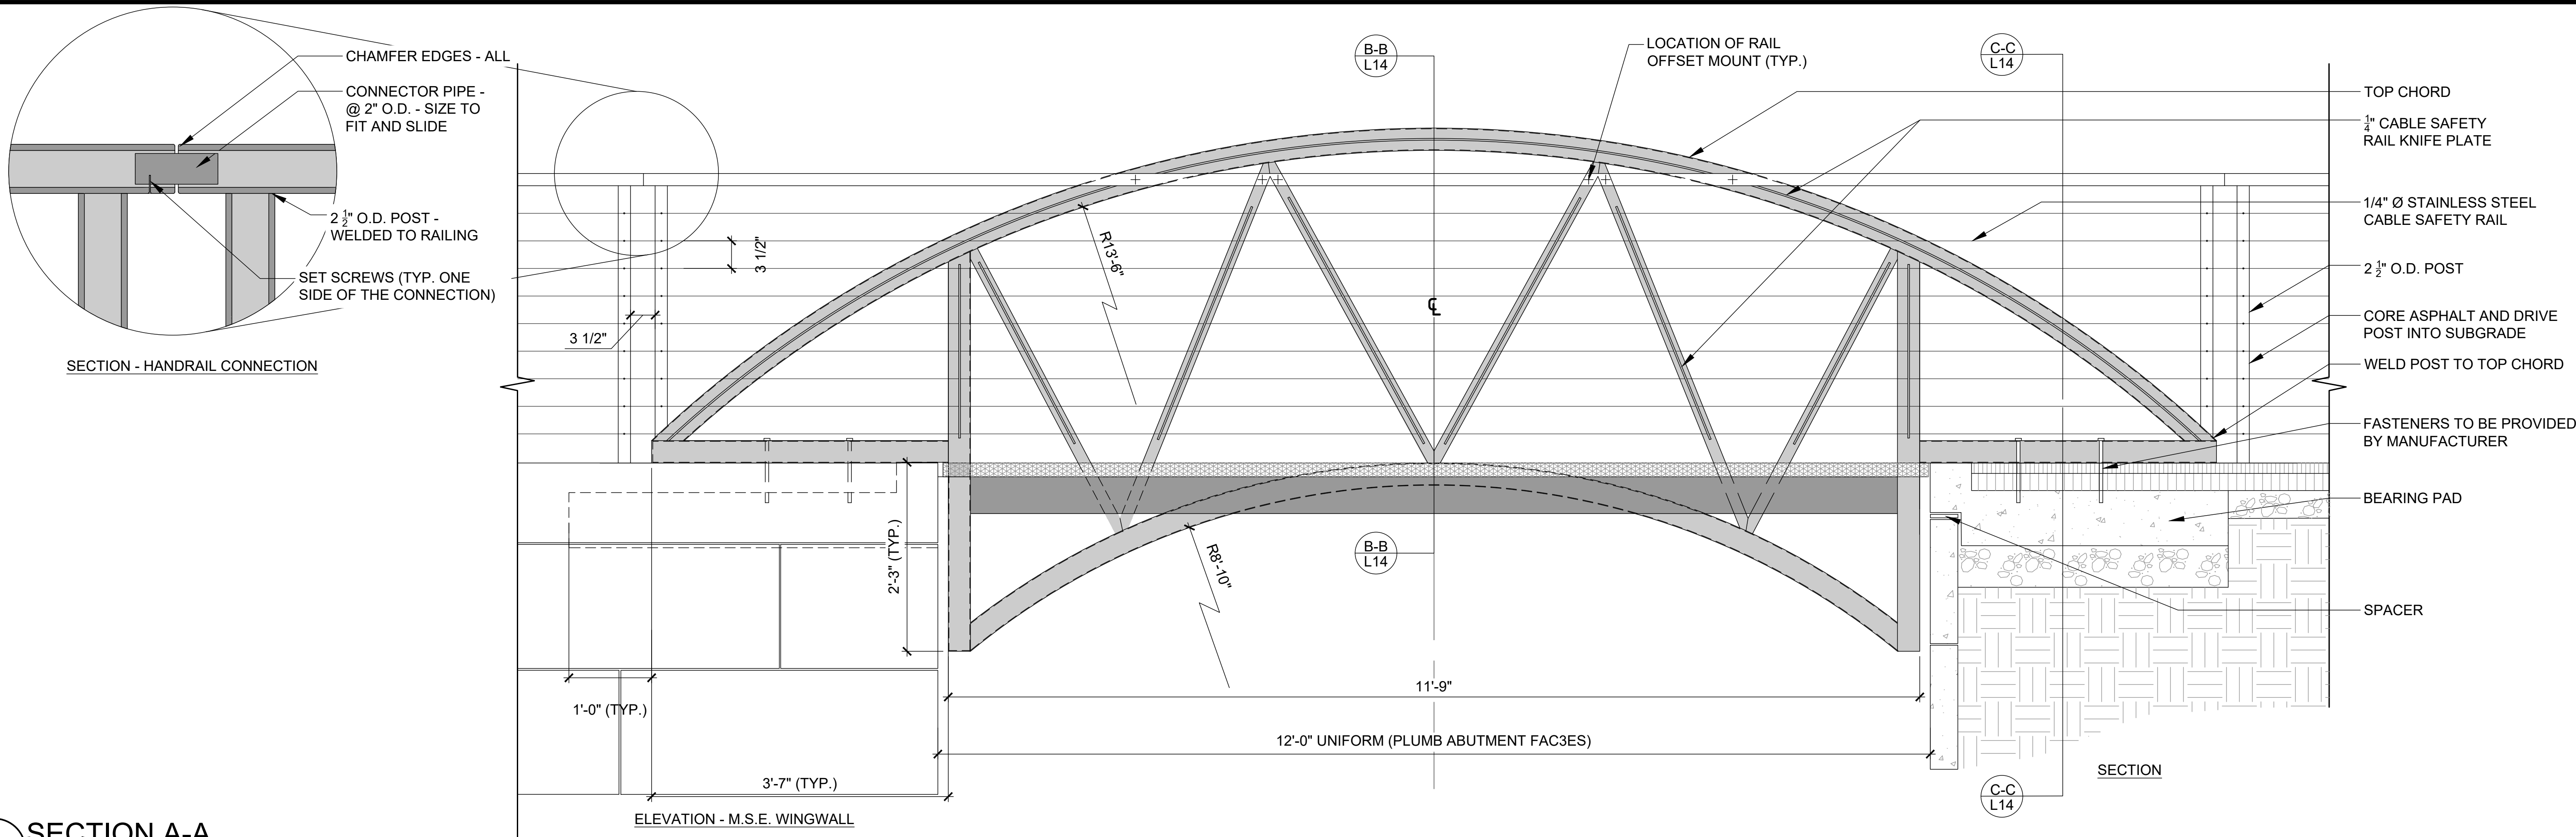 CHAMFER EDGES - ALL
CONNECTOR PIPE -
@ 2" O.D. - SIZE TO
FIT AND SLIDE
2 1/2" O.D. POST -
WELDED TO RAILING
SET SCREWS (TYP. ONE
SIDE OF THE CONNECTION)
SECTION - HANDRAIL CONNECTION
B-B
L14
LOCATION OF RAIL
OFFSET MOUNT (TYP.)
C-C
L14
3 1/2"
3 1/2"
R13'-6"
℄
TOP CHORD
1/4" CABLE SAFETY
RAIL KNIFE PLATE
1/4" Ø STAINLESS STEEL
CABLE SAFETY RAIL
2 1/2" O.D. POST
CORE ASPHALT AND DRIVE
POST INTO SUBGRADE
WELD POST TO TOP CHORD
FASTENERS TO BE PROVIDED
BY MANUFACTURER
BEARING PAD
SPACER
2'-3" (TYP.)
R8'-10"
B-B
L14
1'-0" (TYP.)
11'-9"
12'-0" UNIFORM (PLUMB ABUTMENT FAC3ES)
3'-7" (TYP.)
ELEVATION - M.S.E. WINGWALL
SECTION
C-C
L14
SECTION A-A